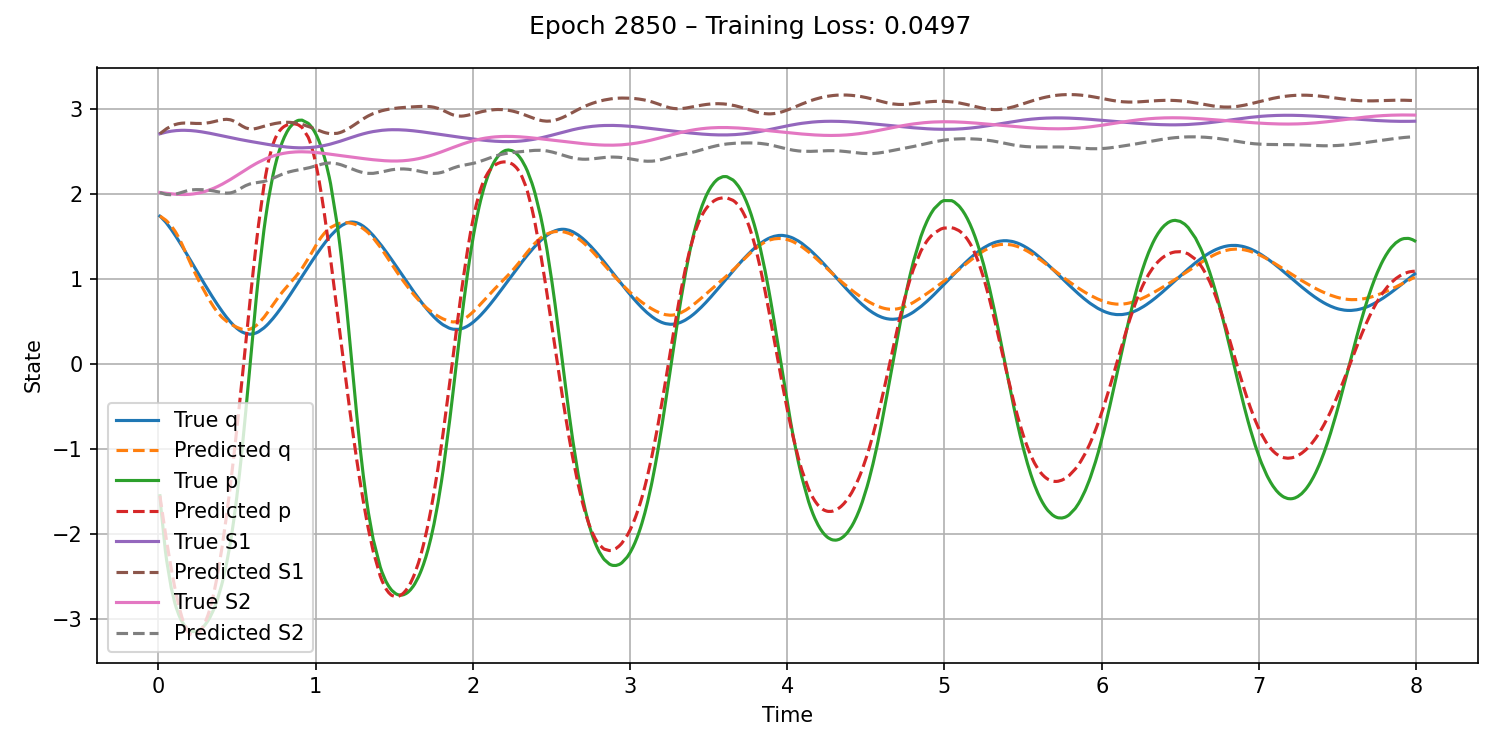 Epoch 2850 – Training Loss: 0.0497
3
2
1
0
−1
−2
−3
State
True q
Predicted q
True p
Predicted p
True S1
Predicted S1
True S2
Predicted S2
0 1 2 3 4 5 6 7 8
Time